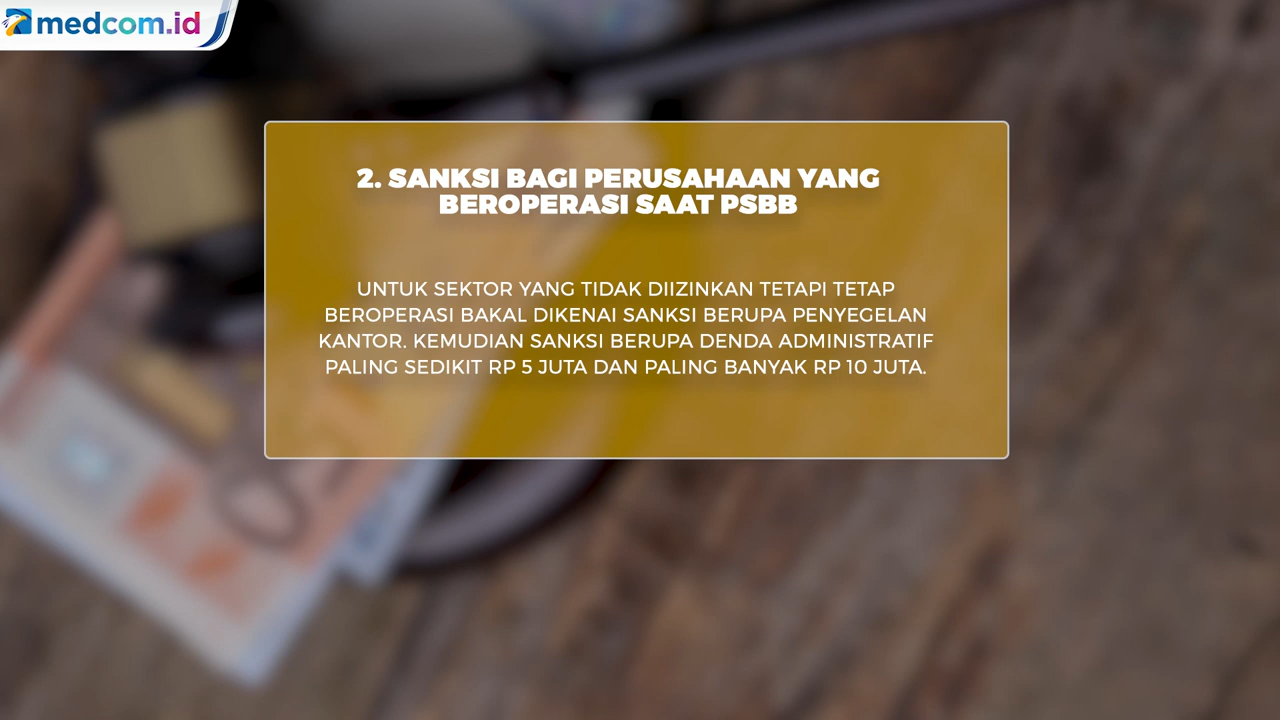 medcom.id
2. SANKSI BAGI PERUSAHAAN YANG
BEROPERASI SAAT PSBB
UNTUK SEKTOR YANG TIDAK DIIZINKAN TETAPI TETAP
BEROPERASI BAKAL DIKENAI SANKSI BERUPA PENYEGELAN
KANTOR. KEMUDIAN SANKSI BERUPA DENDA ADMINISTRATIF
PALING SEDIKIT RP 5 JUTA DAN PALING BANYAK RP 10 JUTA.